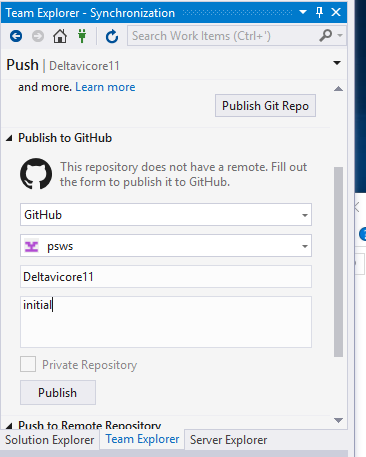 Team Explorer - Synchronization
Search Work Items (Ctrl+')
Push | Deltavicore11
and more. Learn more
Publish Git Repo
Publish to GitHub
This repository does not have a remote. Fill out
the form to publish it to GitHub.
GitHub
psws
Deltavicore11
initial
Private Repository
Publish
Push to Remote Repository
Solution Explorer Team Explorer Server Explorer